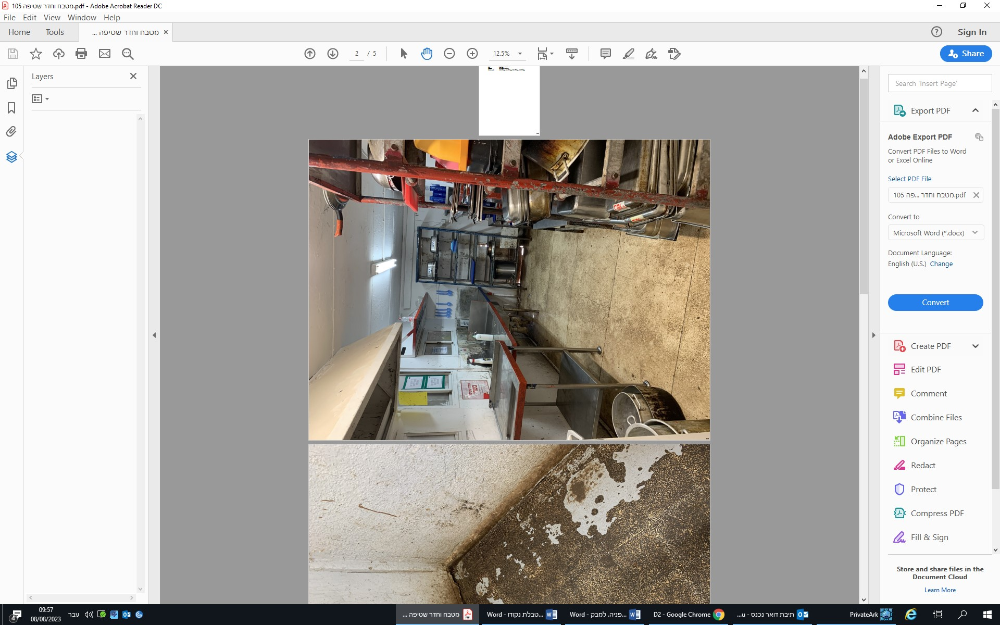 מטבח וחדר שטיפה 105.pdf - Adobe Acrobat Reader DC
File Edit View Window Help
Home Tools מטבח וחדר שטיפה ... Sign In
2 / 5 12.5% Share
Layers
Search 'Insert Page'
Export PDF
Adobe Export PDF
Convert PDF Files to Word
or Excel Online
Select PDF File
מטבח וחדר ...פה 105.pdf
Convert to
Microsoft Word (*.docx)
Document Language:
English (U.S.) Change
Convert
Create PDF
Edit PDF
Comment
Combine Files
Organize Pages
Redact
Protect
Compress PDF
Fill & Sign
Store and share files in the
Document Cloud
Learn More
4
09:57
08/08/2023
עבר
מטבח וחדר שטיפה ...
טבלת נקודו... - Word
פניה. למבק... - Word
D2 - Google Chrome
תיבת דואר נכנס - u...
PrivateArk